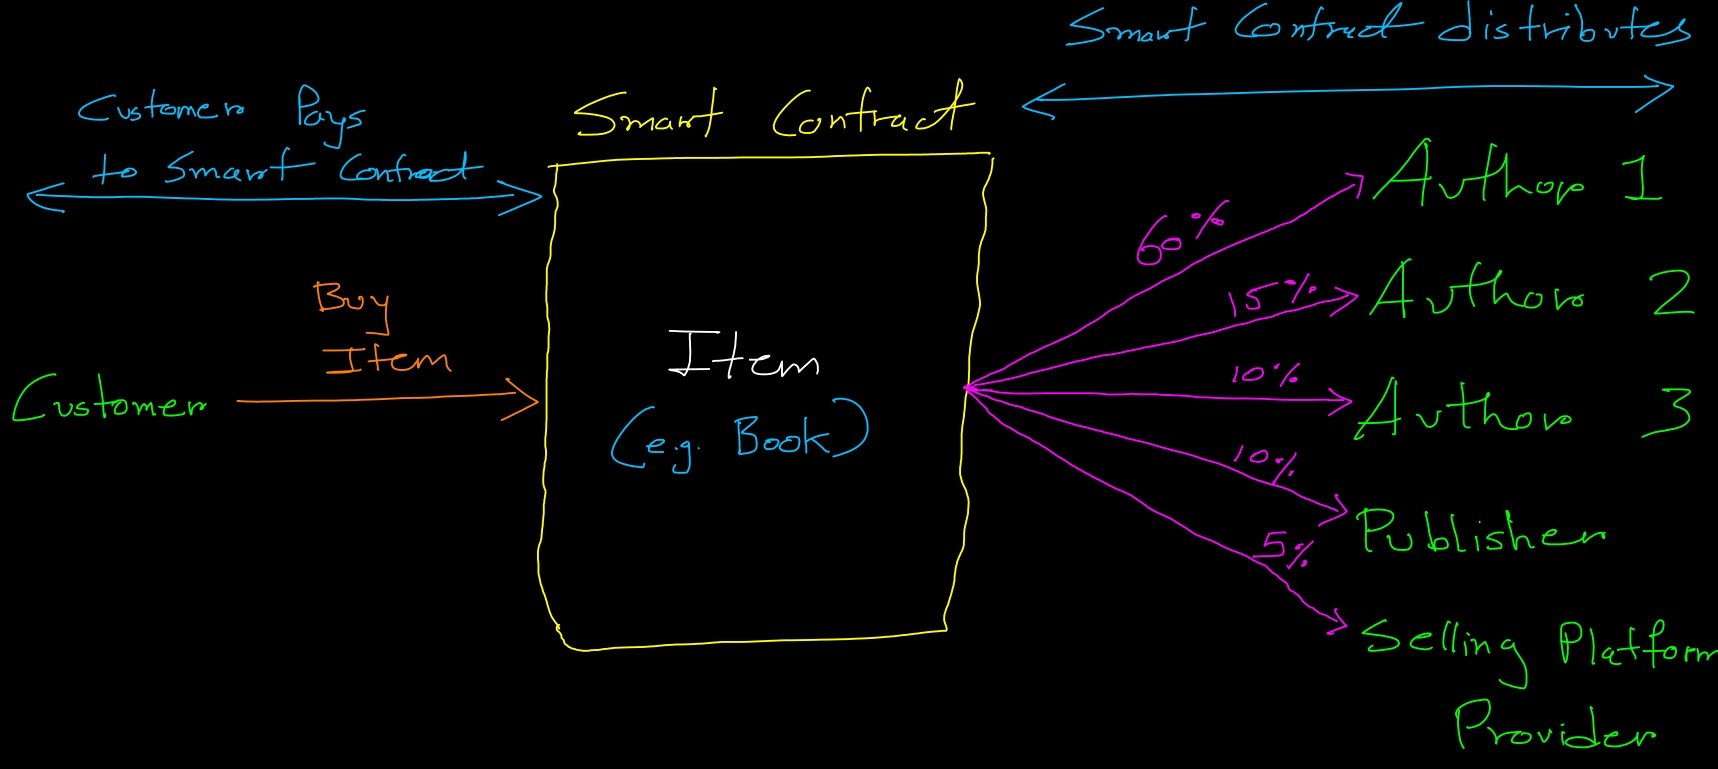 Smart Contract distributes
Customer Pays
to Smart Contract
Smart Contract
Buy
Item
Customer
Item
(e.g. Book)
60%
Author 1
15%
Author 2
10%
Author 3
10%
Publisher
5%
Selling Platform
Provider